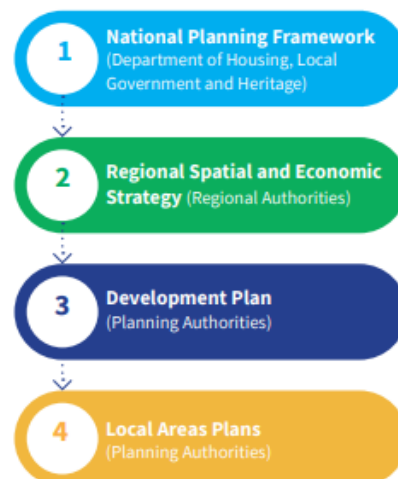 1
National Planning Framework
(Department of Housing, Local
Government and Heritage)
2
Regional Spatial and Economic
Strategy (Regional Authorities)
3
Development Plan
(Planning Authorities)
4
Local Areas Plans
(Planning Authorities)